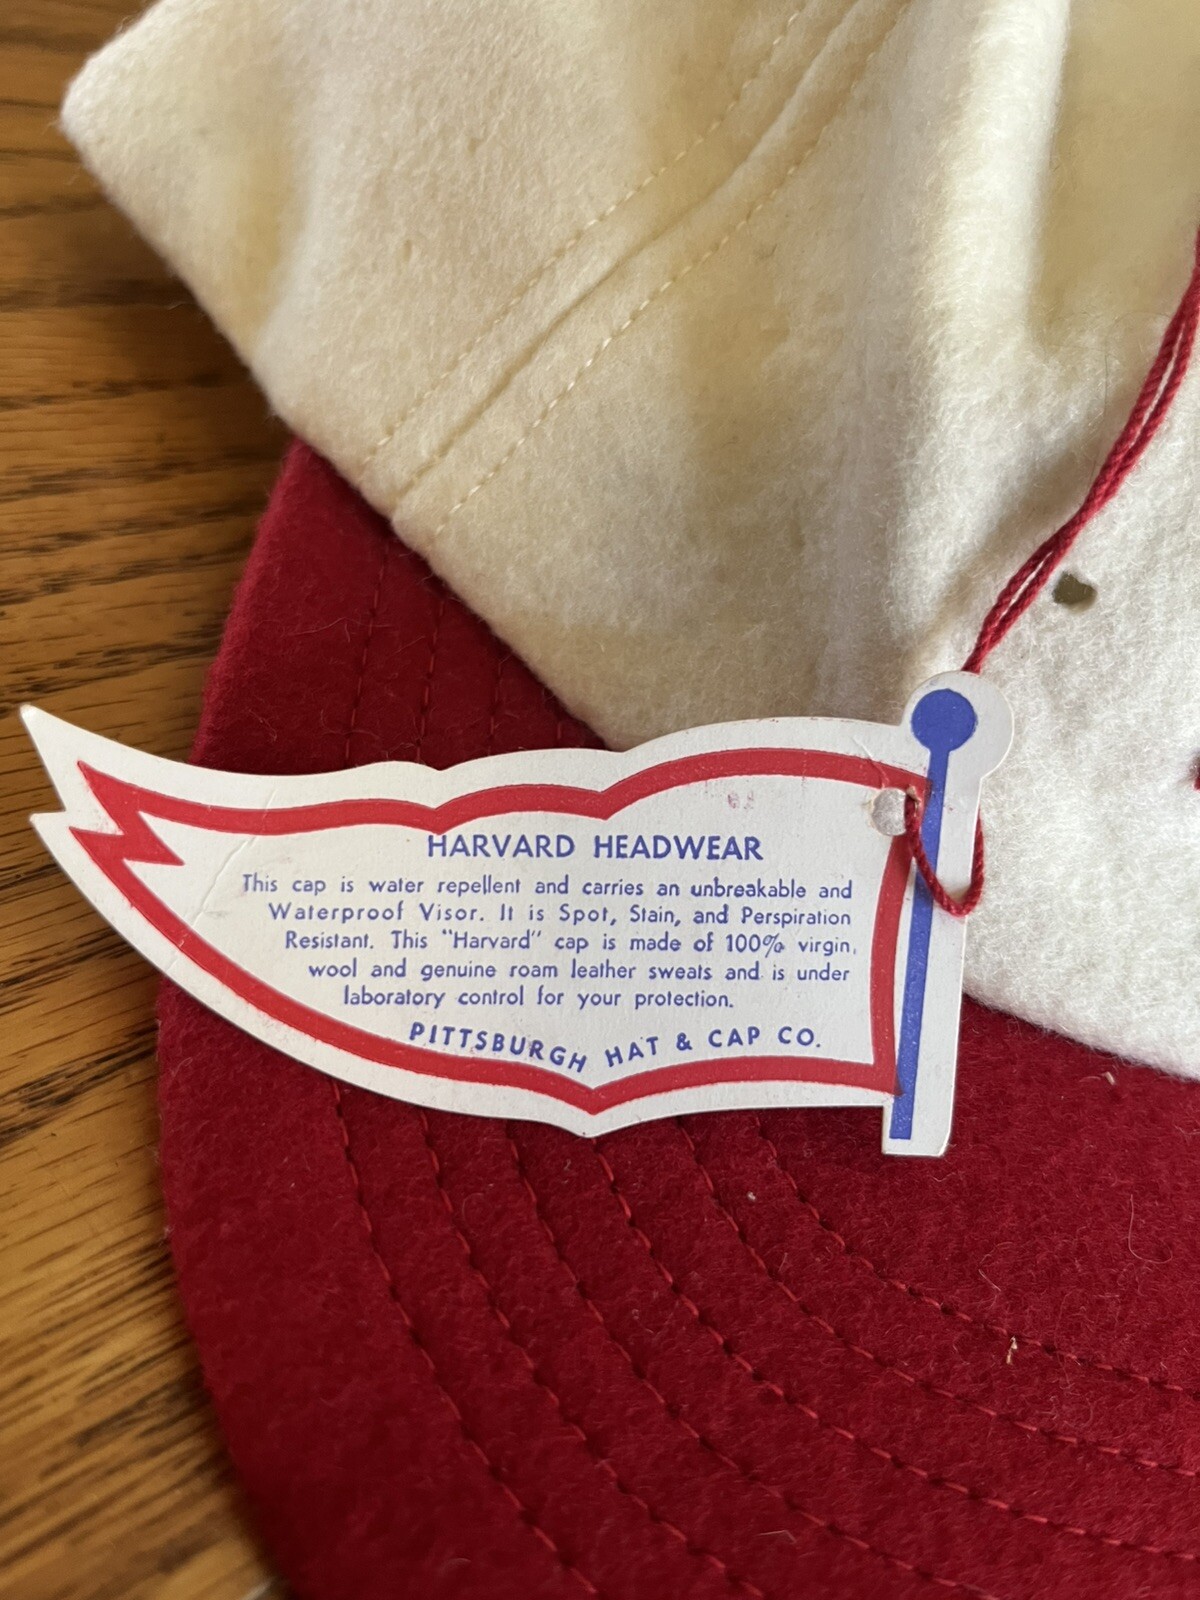 HARVARD HEADWEAR
This cap is water repellent and carries an unbreakable and
Waterproof Visor. It is Spot, Stain, and Perspiration
Resistant. This "Harvard" cap is made of 100% virgin,
wool and genuine roam leather sweats and is under
laboratory control for your protection.
PITTSBURGH HAT & CAP CO.